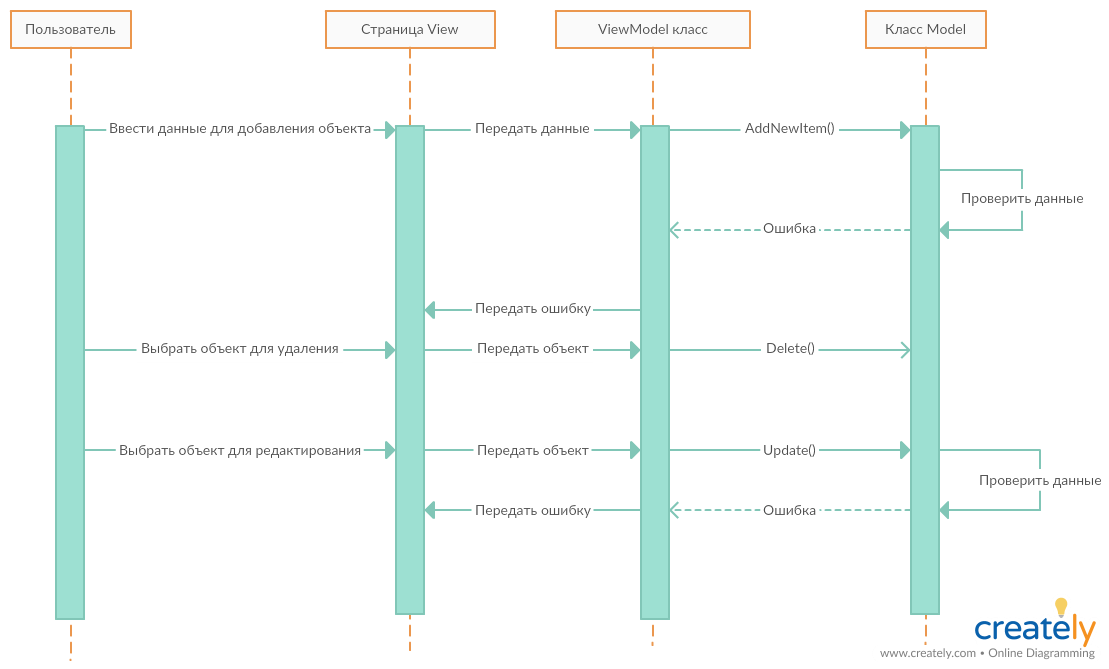 Пользователь
Страница View
ViewModel класс
Класс Model
Ввести данные для добавления объекта
Передать данные
AddNewItem()
Проверить данные
Ошибка
Передать ошибку
Выбрать объект для удаления
Передать объект
Delete()
Выбрать объект для редактирования
Передать объект
Update()
Проверить данные
Передать ошибку
Ошибка
creately
www.creately.com • Online Diagramming